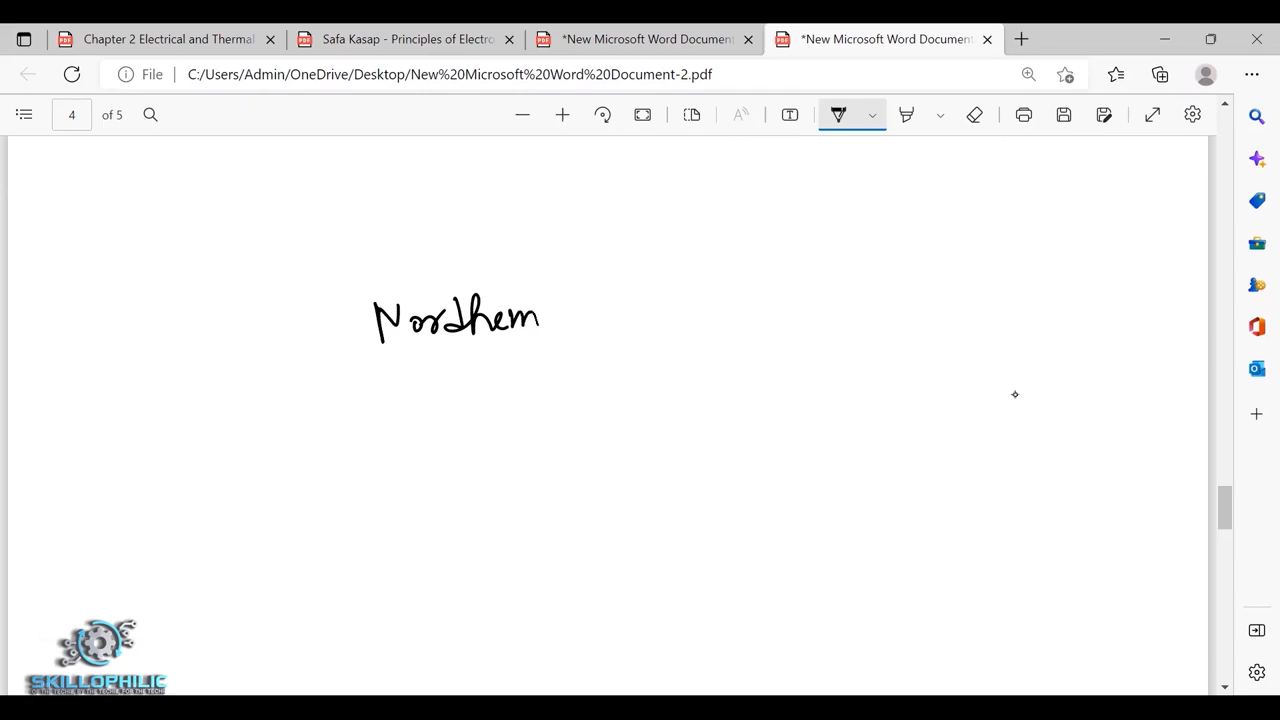 Chapter 2 Electrical and Thermal
Safa Kasap - Principles of Electro
*New Microsoft Word Document
*New Microsoft Word Document
File
C:/Users/Admin/OneDrive/Desktop/New%20Microsoft%20Word%20Document-2.pdf
4 of 5
Nordhem
SKILLOPHILIC